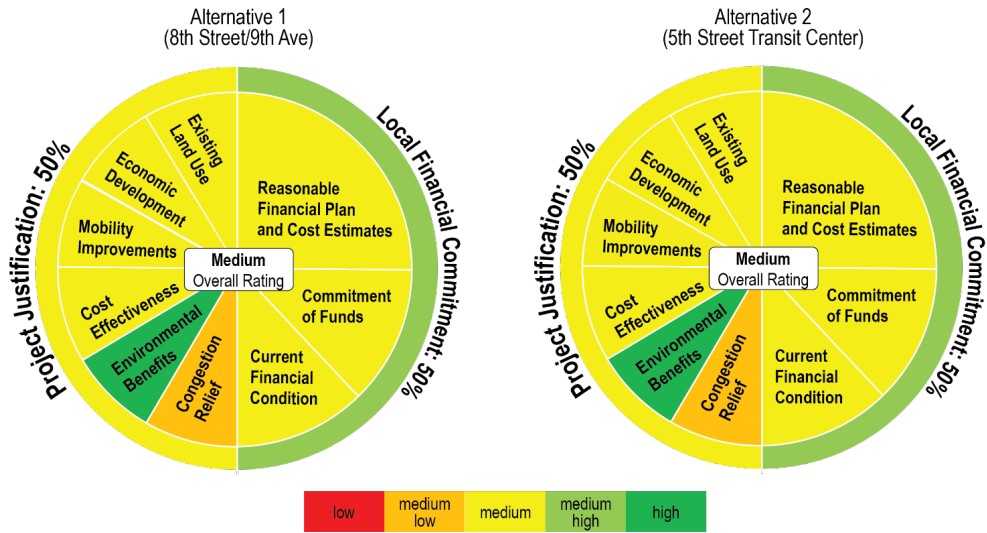 Alternative 1
(8th Street/9th Ave)
Project Justification: 50%
Local Financial Commitment: 50%
Existing
Land Use
Economic
Development
Mobility
Improvements
Cost
Effectiveness
Environmental
Benefits
Congestion
Relief
Reasonable
Financial Plan
and Cost Estimates
Commitment
of Funds
Current
Financial
Condition
Medium
Overall Rating
Alternative 2
(5th Street Transit Center)
Project Justification: 50%
Local Financial Commitment: 50%
Existing
Land Use
Economic
Development
Mobility
Improvements
Cost
Effectiveness
Environmental
Benefits
Congestion
Relief
Reasonable
Financial Plan
and Cost Estimates
Commitment
of Funds
Current
Financial
Condition
Medium
Overall Rating
low
medium
low
medium
medium
high
high